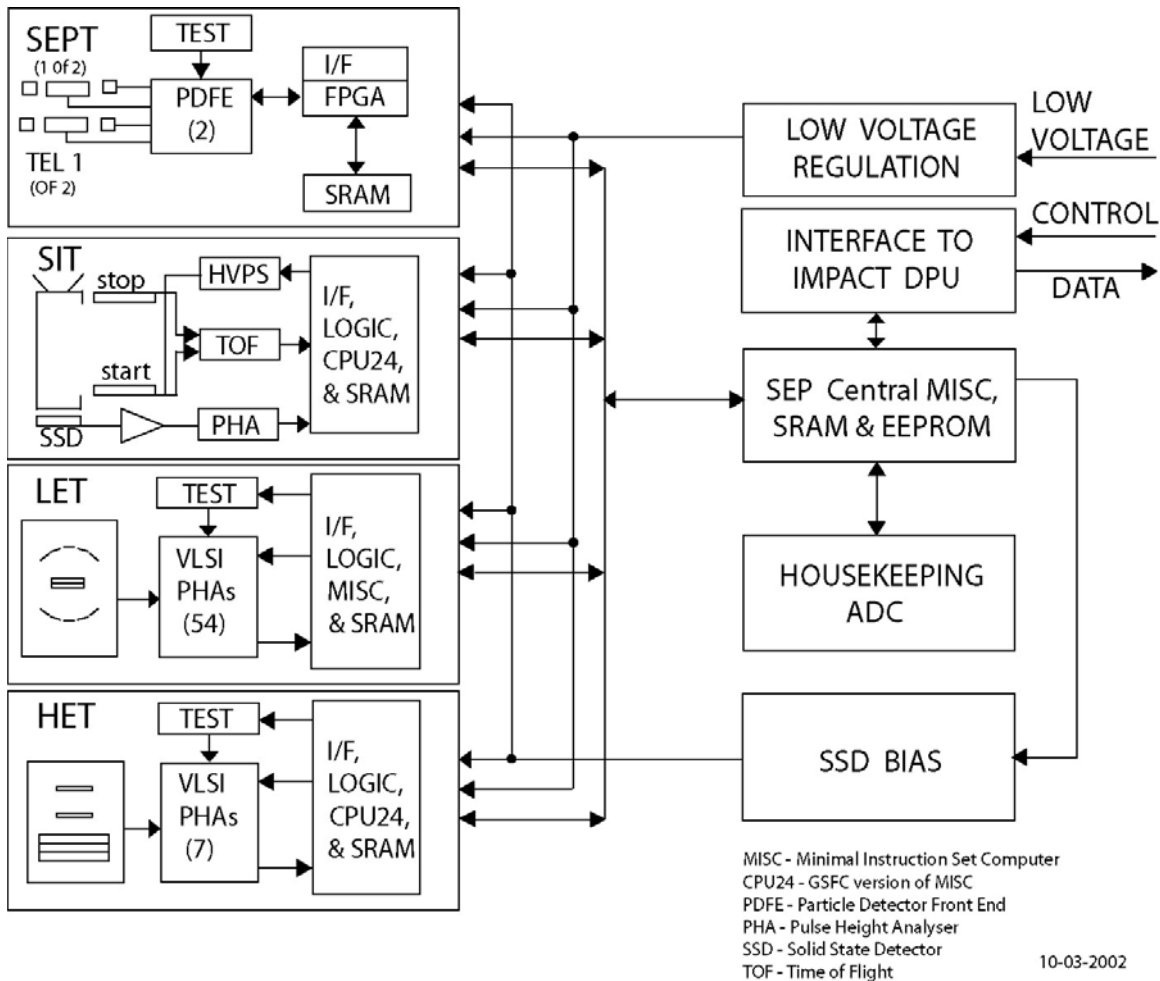 SEPT
(1 0f 2)
TEL 1
(OF 2)
TEST
PDFE
(2)
I/F
FPGA
SRAM
SIT
stop
start
SSD
HVPS
TOF
PHA
I/F,
LOGIC,
CPU24,
& SRAM
LET
TEST
VLSI
PHAs
(54)
I/F,
LOGIC,
MISC,
& SRAM
HET
TEST
VLSI
PHAs
(7)
I/F,
LOGIC,
CPU24,
& SRAM
LOW VOLTAGE
REGULATION
LOW
VOLTAGE
INTERFACE TO
IMPACT DPU
CONTROL
DATA
SEP Central MISC,
SRAM & EEPROM
HOUSEKEEPING
ADC
SSD BIAS
MISC - Minimal Instruction Set Computer
CPU24 - GSFC version of MISC
PDFE - Particle Detector Front End
PHA - Pulse Height Analyser
SSD - Solid State Detector
TOF - Time of Flight
10-03-2002